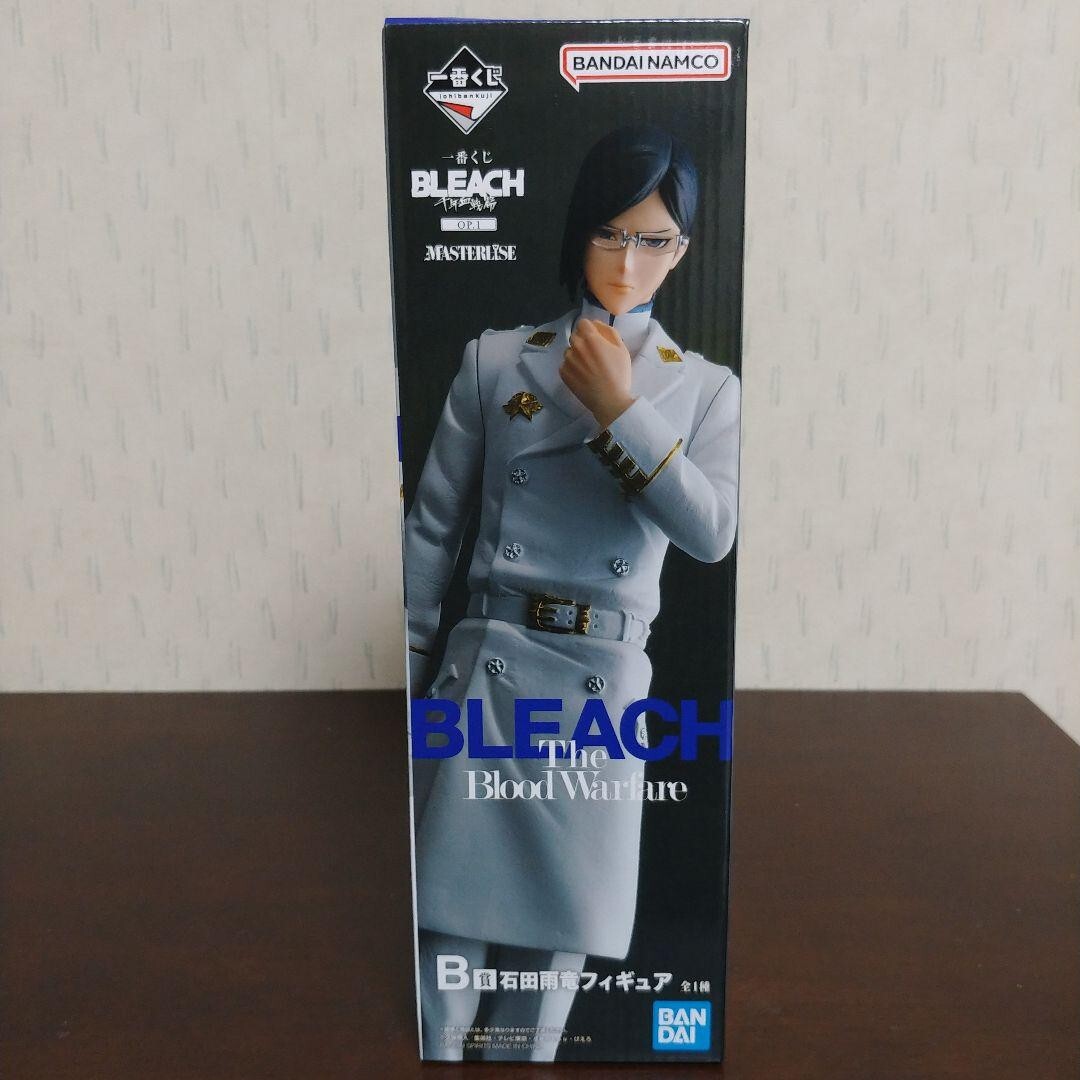 一番くじ
ichibankuji
BANDAI NAMCO
一番くじ
BLEACH
千年血戦篇
OP.1
MASTERLISE
BLEACH
The
Blood Warfare
B賞 石田雨竜フィギュア 全1種
BAN
DAI